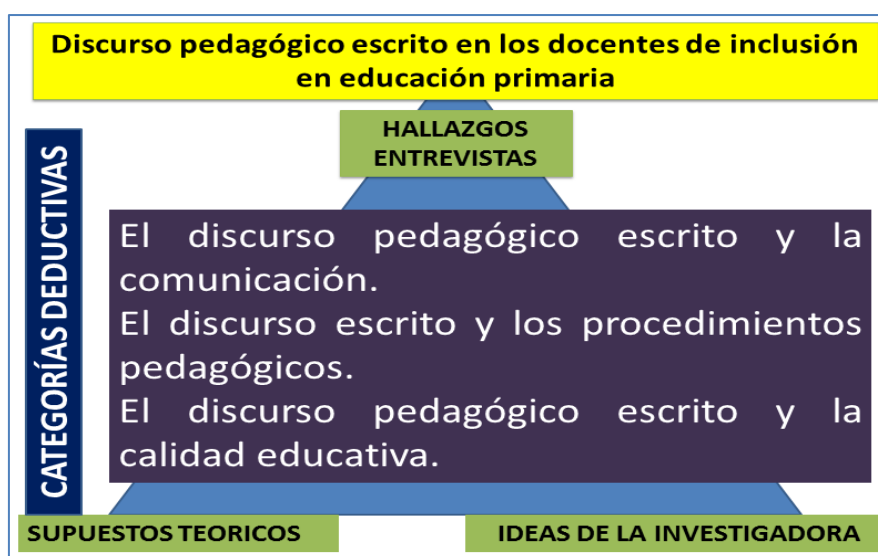 Discurso pedagógico escrito en los docentes de inclusión
en educación primaria
HALLAZGOS
ENTREVISTAS
CATEGORÍAS DEDUCTIVAS
El discurso pedagógico escrito y la
comunicación.
El discurso escrito y los procedimientos
pedagógicos.
El discurso pedagógico escrito y la
calidad educativa.
SUPUESTOS TEORICOS
IDEAS DE LA INVESTIGADORA